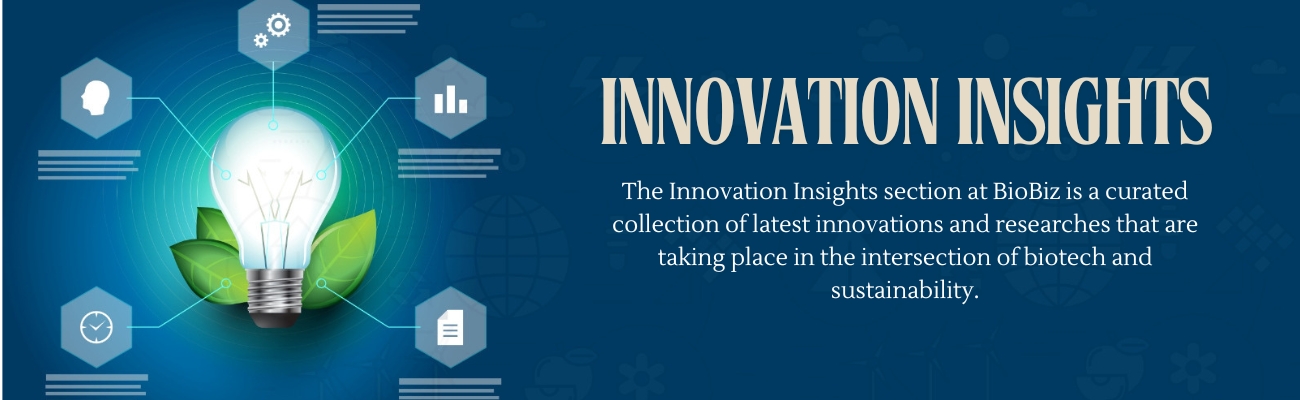 INNOVATION INSIGHTS
The Innovation Insights section at BioBiz is a curated
collection of latest innovations and researches that are
taking place in the intersection of biotech and
sustainability.